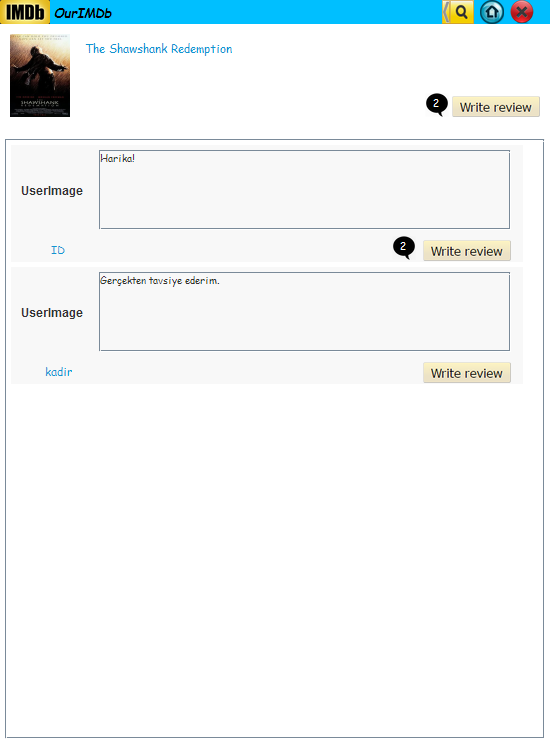 IMDb OurIMDb
The Shawshank Redemption
SHAWSHANK
2 Write review
Harika!
UserImage
ID 2 Write review
Gerçekten tavsiye ederim.
UserImage
kadir Write review